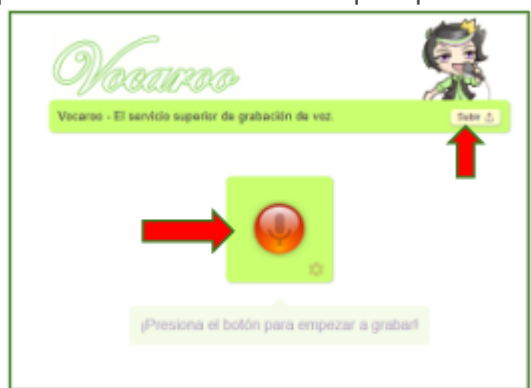 Vocaroo
Vocaroo - El servicio superior de grabación de voz.
Subir
¡Presiona el botón para empezar a grabar!